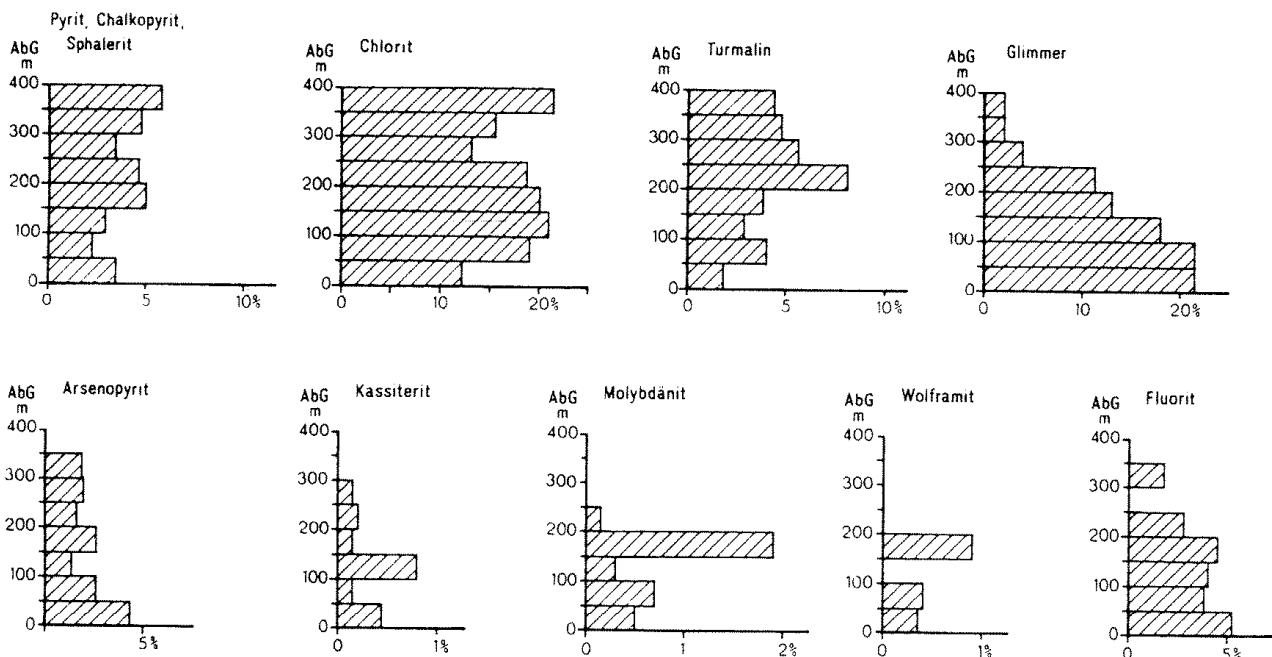 Pyrit, Chalkopyrit,
Sphalerit
AbG
m
400
300
200
100
0
0 5 10%
Chlorit
AbG
m
400
300
200
100
0
0 10 20%
Turmalin
AbG
m
400
300
200
100
0
0 5 10%
Glimmer
AbG
m
400
300
200
100
0
0 10 20%
Arsenopyrit
AbG
m
400
300
200
100
0
5%
Kassiterit
AbG
m
400
300
200
100
0
0 1%
Molybdänit
AbG
m
400
300
200
100
0
0 1 2%
Wolframit
AbG
m
400
300
200
100
0
0 1%
Fluorit
AbG
m
400
300
200
100
0
0 5%